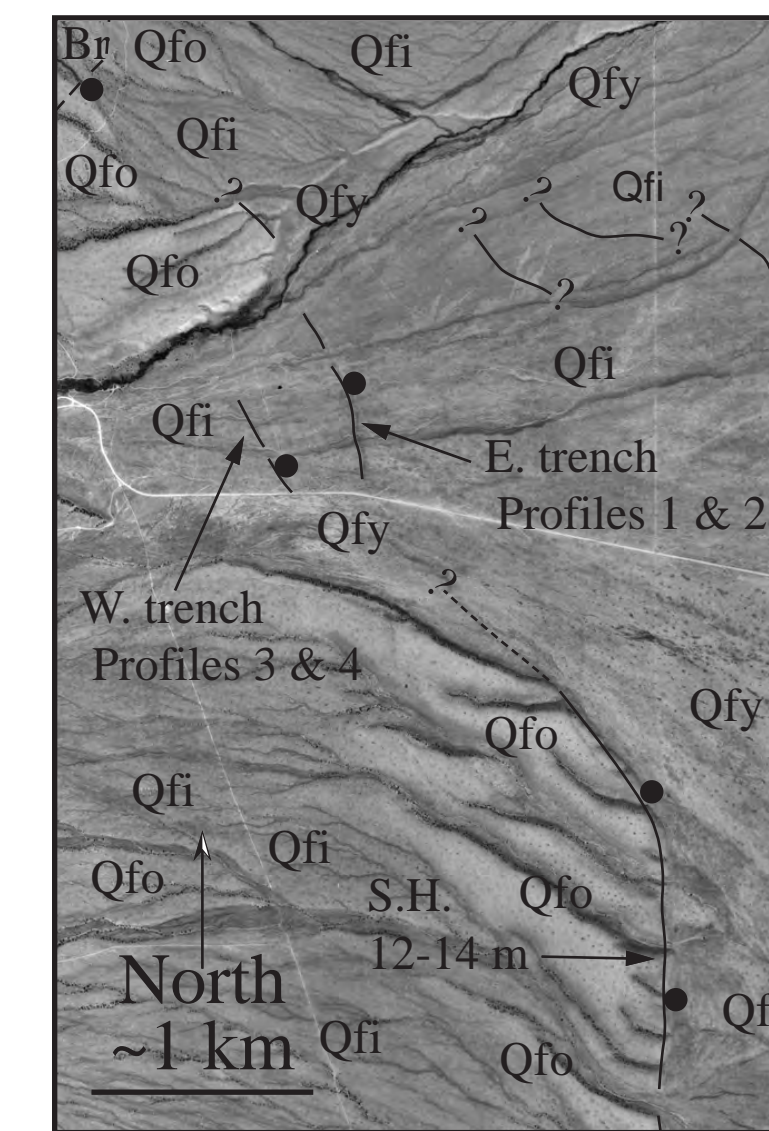 Br Qfo Qfi
Qfy
Qfi
Qfo
? Qfy ? Qfi ?
? ?
Qfo
?
Qfi
Qfi
E. trench
Profiles 1 & 2
Qfy
?
W. trench
Profiles 3 & 4
Qfy
Qfo
Qfi
Qfi
Qfo
S.H. Qfo
12-14 m
North
Qf
~1 km Qfi
Qfo